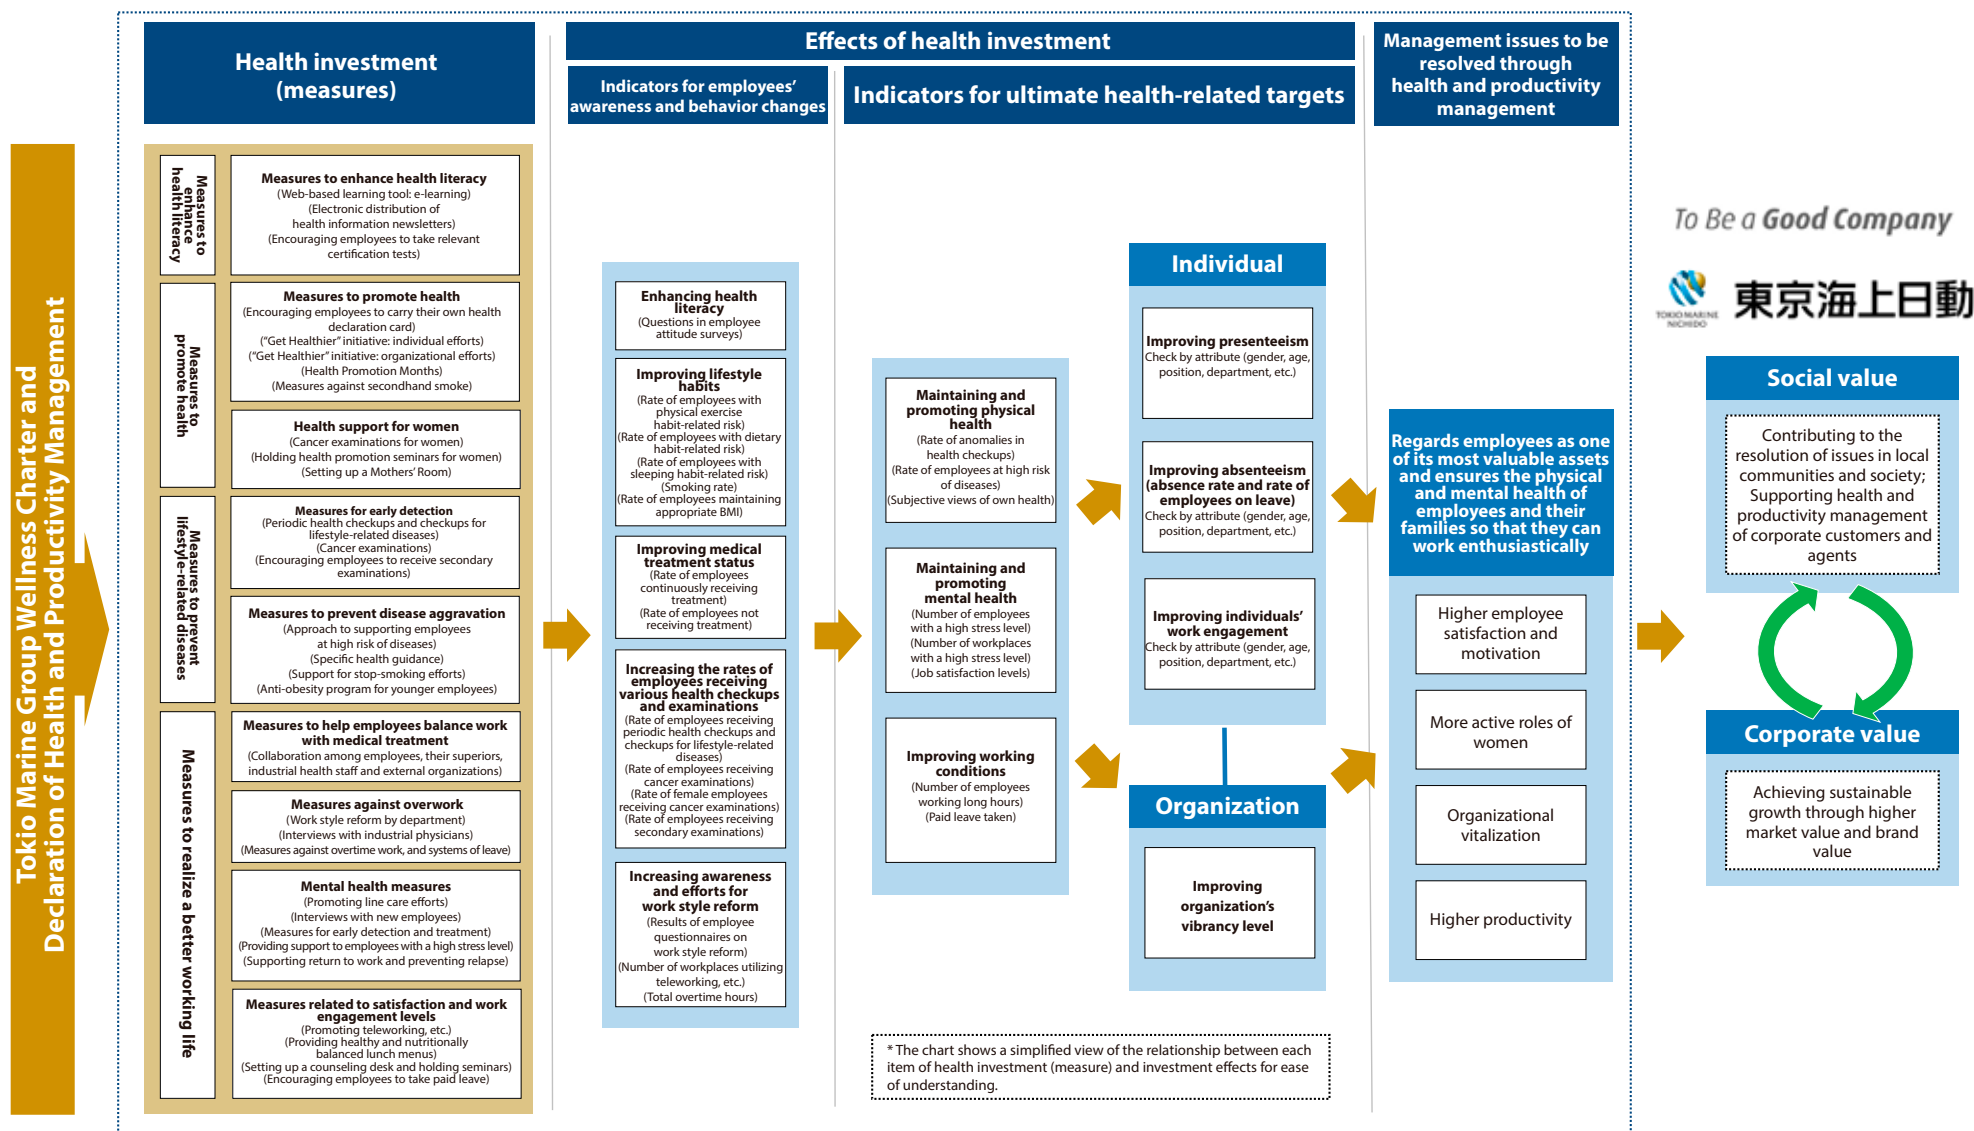 Tokio Marine Group Wellness Charter and
Declaration of Health and Productivity Management
Health investment
(measures)
Effects of health investment
Indicators for employees'
awareness and behavior changes
Indicators for ultimate health-related targets
Management issues to be
resolved through
health and productivity
management
Measures to
enhance
health literacy
Measures to enhance health literacy
(Web-based learning tool: e-learning)
(Electronic distribution of
health information newsletters)
(Encouraging employees to take relevant
certification tests)
Measures to
promote health
Measures to promote health
(Encouraging employees to carry their own health
declaration card)
("Get Healthier" initiative: individual efforts)
("Get Healthier" initiative: organizational efforts)
(Health Promotion Months)
(Measures against secondhand smoke)
Health support for women
(Cancer examinations for women)
(Holding health promotion seminars for women)
(Setting up a Mothers' Room)
Measures to prevent
lifestyle-related diseases
Measures for early detection
(Periodic health checkups and checkups for
lifestyle-related diseases)
(Cancer examinations)
(Encouraging employees to receive secondary
examinations)
Measures to prevent disease aggravation
(Approach to supporting employees
at high risk of diseases)
(Specific health guidance)
(Support for stop-smoking efforts)
(Anti-obesity program for younger employees)
Measures to realize a better working life
Measures to help employees balance work
with medical treatment
(Collaboration among employees, their superiors,
industrial health staff and external organizations)
Measures against overwork
(Work style reform by department)
(Interviews with industrial physicians)
(Measures against overtime work, and systems of leave)
Mental health measures
(Promoting line care efforts)
(Interviews with new employees)
(Measures for early detection and treatment)
(Providing support to employees with a high stress level)
(Supporting return to work and preventing relapse)
Measures related to satisfaction and work
engagement levels
(Promoting teleworking, etc.)
(Providing healthy and nutritionally
balanced lunch menus)
(Setting up a counseling desk and holding seminars)
(Encouraging employees to take paid leave)
Enhancing health
literacy
(Questions in employee
attitude surveys)
Improving lifestyle
habits
(Rate of employees with
physical exercise
habit-related risk)
(Rate of employees with dietary
habit-related risk)
(Rate of employees with
sleeping habit-related risk)
(Smoking rate)
(Rate of employees maintaining
appropriate BMI)
Improving medical
treatment status
(Rate of employees
continuously receiving
treatment)
(Rate of employees not
receiving treatment)
Increasing the rates of
employees receiving
various health checkups
and examinations
(Rate of employees receiving
periodic health checkups and
checkups for lifestyle-related
diseases)
(Rate of employees receiving
cancer examinations)
(Rate of female employees
receiving cancer examinations)
(Rate of employees receiving
secondary examinations)
Increasing awareness
and efforts for
work style reform
(Results of employee
questionnaires on
work style reform)
(Number of workplaces utilizing
teleworking, etc.)
(Total overtime hours)
Maintaining and
promoting physical
health
(Rate of anomalies in
health checkups)
(Rate of employees at high risk
of diseases)
(Subjective views of own health)
Maintaining and
promoting
mental health
(Number of employees
with a high stress level)
(Number of workplaces
with a high stress level)
(Job satisfaction levels)
Improving working
conditions
(Number of employees
working long hours)
(Paid leave taken)
Individual
Improving presenteeism
Check by attribute (gender, age,
position, department, etc.)
Improving absenteeism
(absence rate and rate of
employees on leave)
Check by attribute (gender, age,
position, department, etc.)
Improving individuals'
work engagement
Check by attribute (gender, age,
position, department, etc.)
Organization
Improving
organization's
vibrancy level
* The chart shows a simplified view of the relationship between each
item of health investment (measure) and investment effects for ease
of understanding.
Regards employees as one
of its most valuable assets
and ensures the physical
and mental health of
employees and their
families so that they can
work enthusiastically
Higher employee
satisfaction and
motivation
More active roles of
women
Organizational
vitalization
Higher productivity
To Be a Good Company
TOKIO MARINE
NICHIDO
東京海上日動
Social value
Contributing to the
resolution of issues in local
communities and society;
Supporting health and
productivity management
of corporate customers and
agents
Corporate value
Achieving sustainable
growth through higher
market value and brand
value